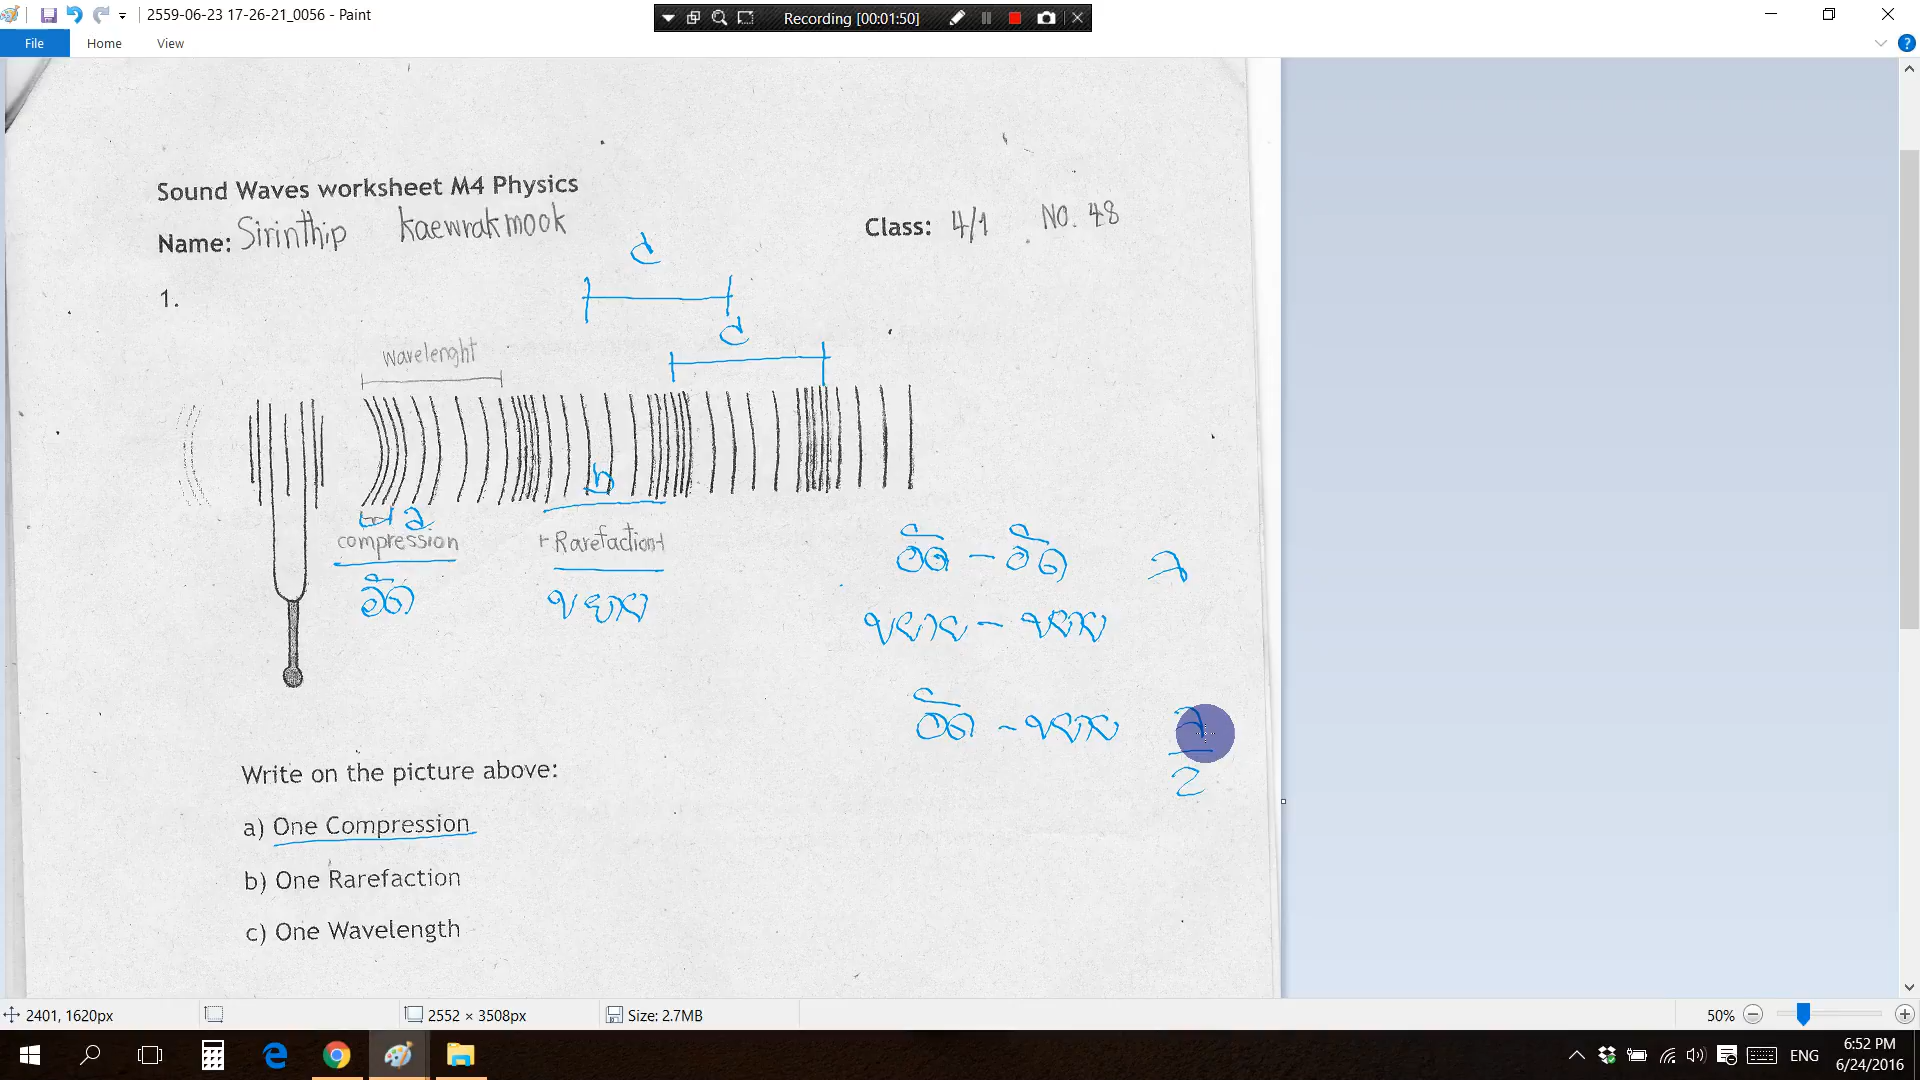 2559-06-23 17-26-21_0056 - Paint
Recording [00:01:50]
File Home View
Sound Waves worksheet M4 Physics
Name: Sirinthip kaewrakmook Class: 4/1 NO. 48
c
1.
c
wavelenght
b
a
compression Rarefaction
อัด ขยาย
อัด - อัด λ
ขยาย - ขยาย
อัด - ขยาย λ
2
Write on the picture above:
a) One Compression
b) One Rarefaction
c) One Wavelength
2401, 1620px 2552 × 3508px Size: 2.7MB 50%
ENG
6:52 PM
6/24/2016